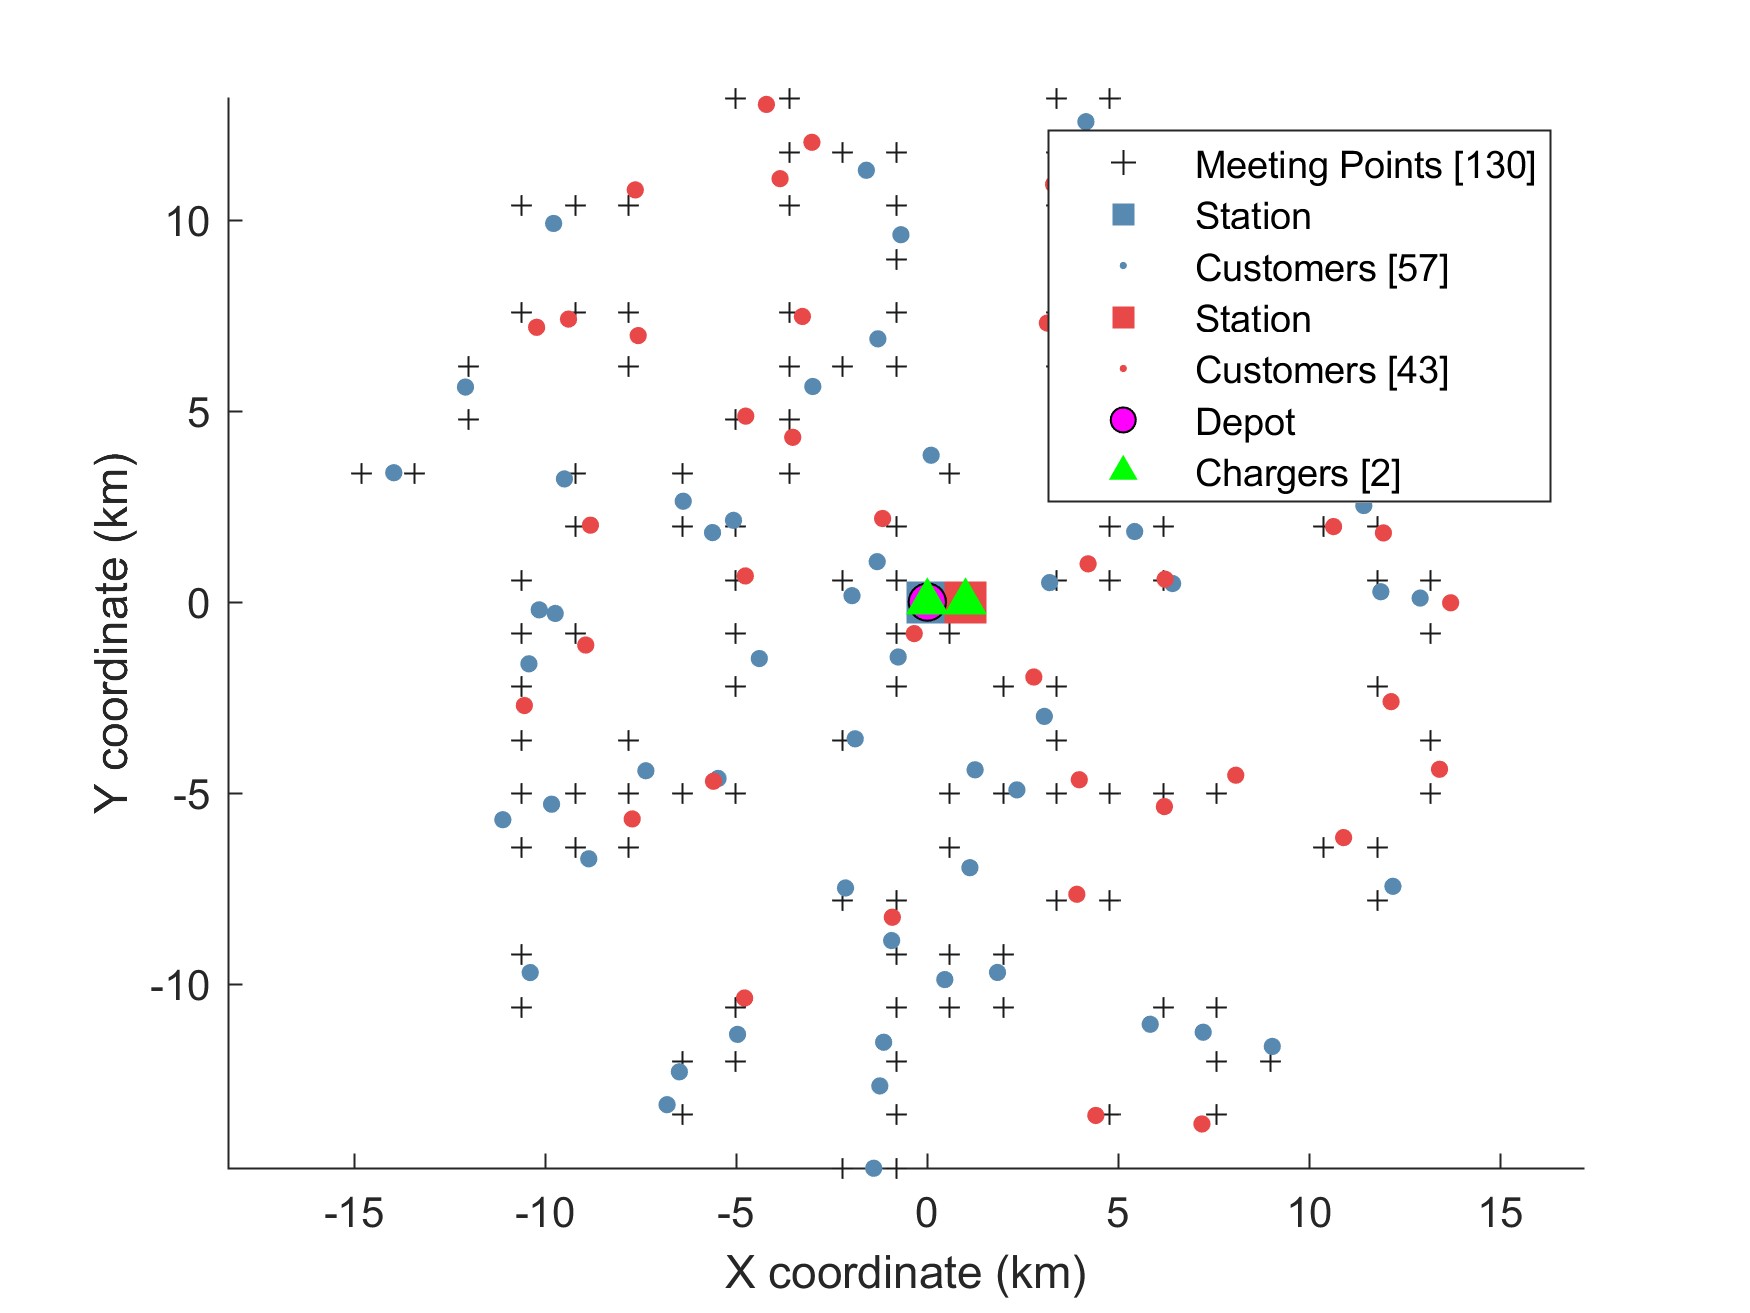 Meeting Points [130]
Station
Customers [57]
Station
Customers [43]
Depot
Chargers [2]
10
5
0
-5
-10
Y coordinate (km)
-15 -10 -5 0 5 10 15
X coordinate (km)